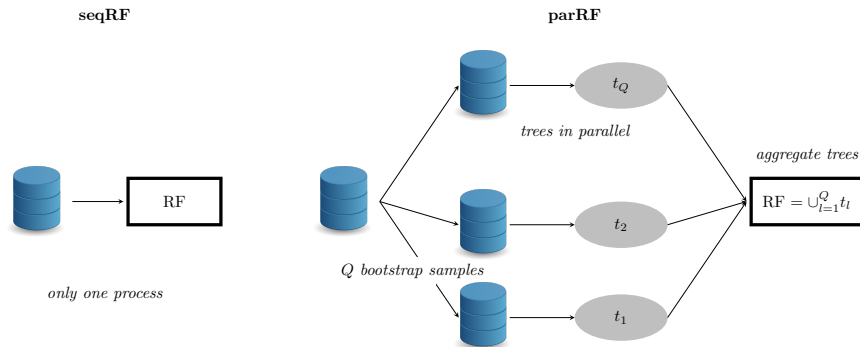 seqRF
parRF
t_Q
trees in parallel
aggregate trees
RF
RF = ∪_{l=1}^{Q} t_l
t_2
Q bootstrap samples
only one process
t_1